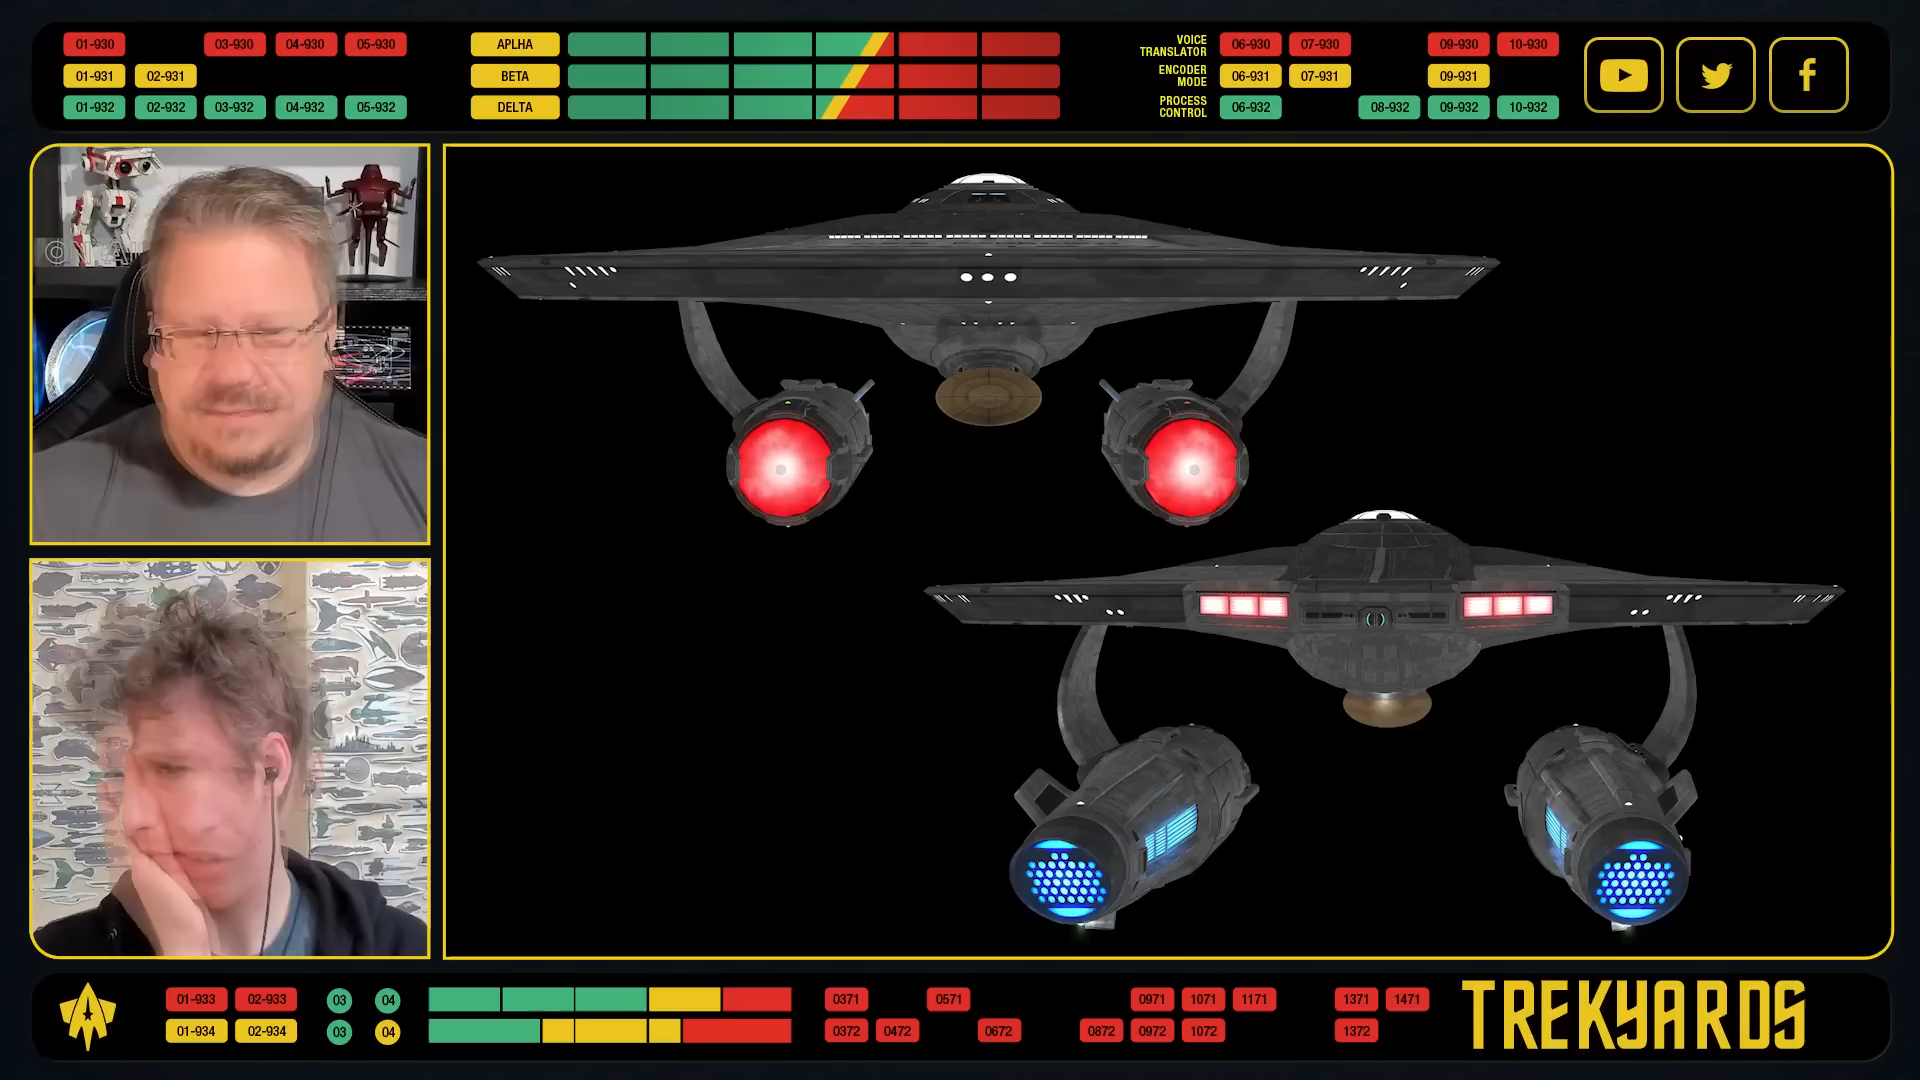 01-930 03-930 04-930 05-930
01-931 02-931
01-932 02-932 03-932 04-932 05-932
APLHA
BETA
DELTA
VOICE
TRANSLATOR
ENCODER
MODE
PROCESS
CONTROL
06-930 07-930 09-930 10-930
06-931 07-931 09-931
06-932 08-932 09-932 10-932
01-933 02-933 03 04
01-934 02-934 03 04
0371 0571 0971 1071 1171 1371 1471
0372 0472 0672 0872 0972 1072 1372
TREKYARDS